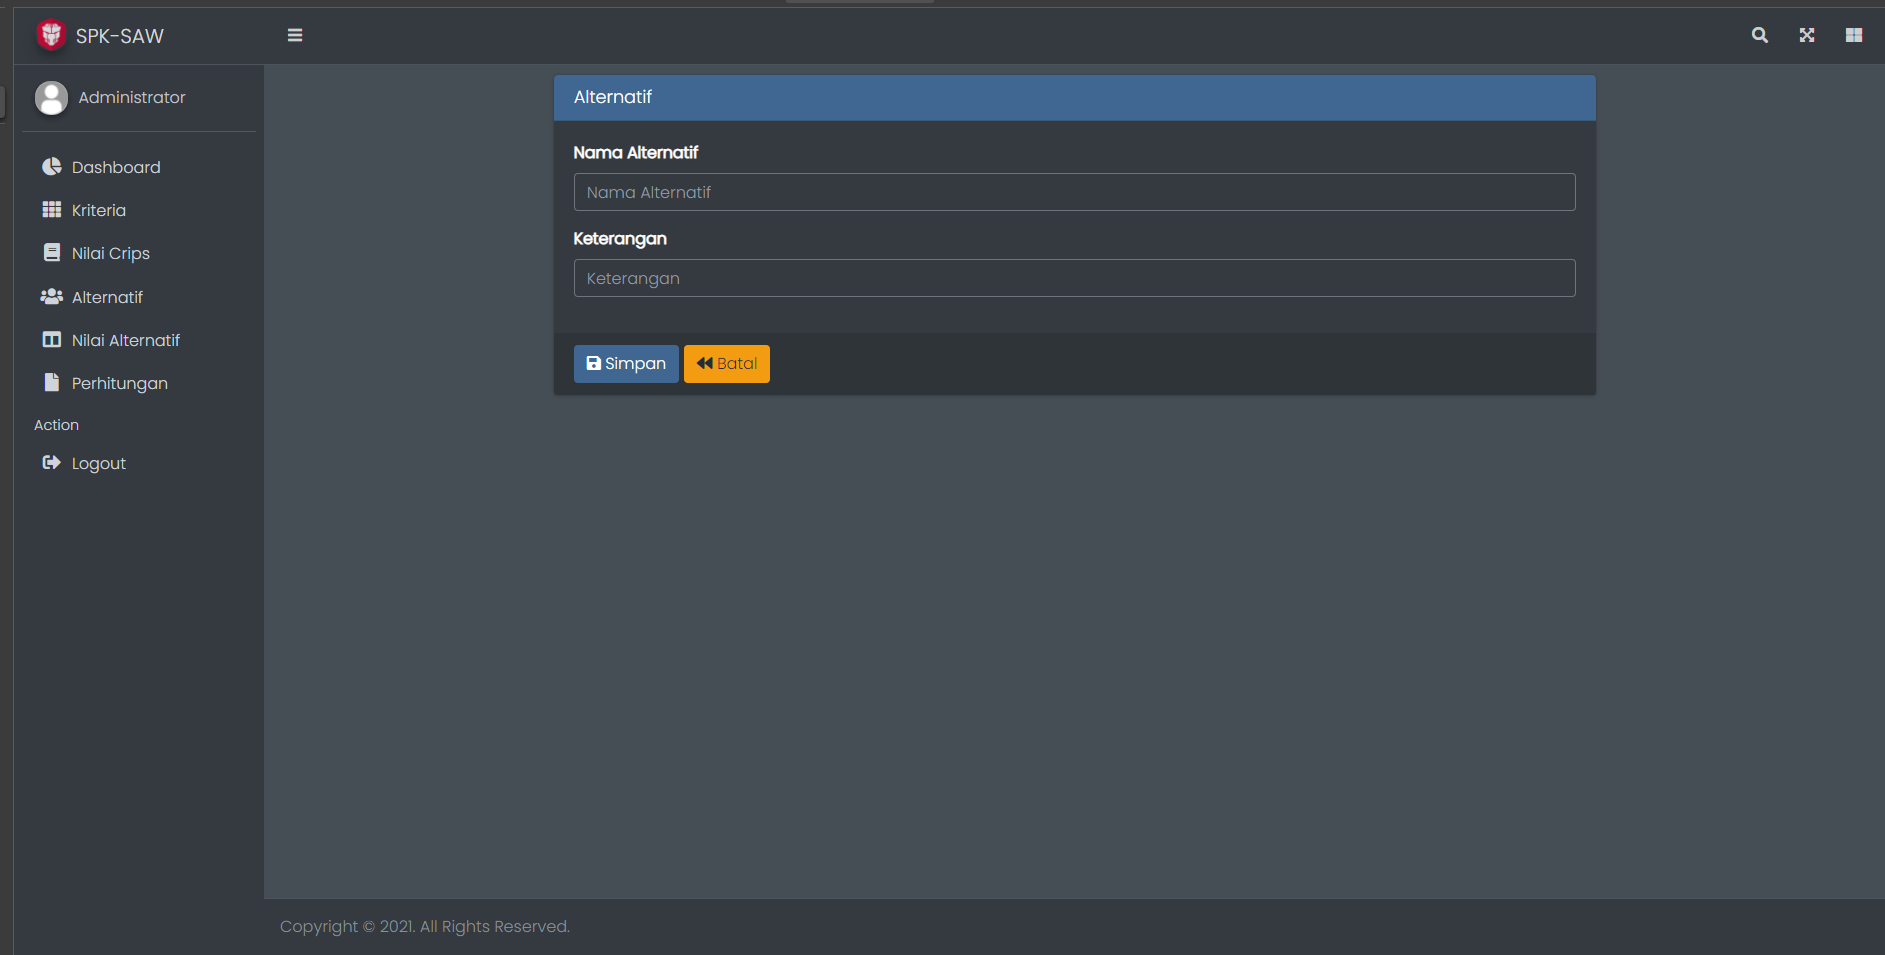 SPK-SAW
Administrator
Dashboard
Kriteria
Nilai Crips
Alternatif
Nilai Alternatif
Perhitungan
Action
Logout
Alternatif
Nama Alternatif
Nama Alternatif
Keterangan
Keterangan
Simpan Batal
Copyright © 2021. All Rights Reserved.